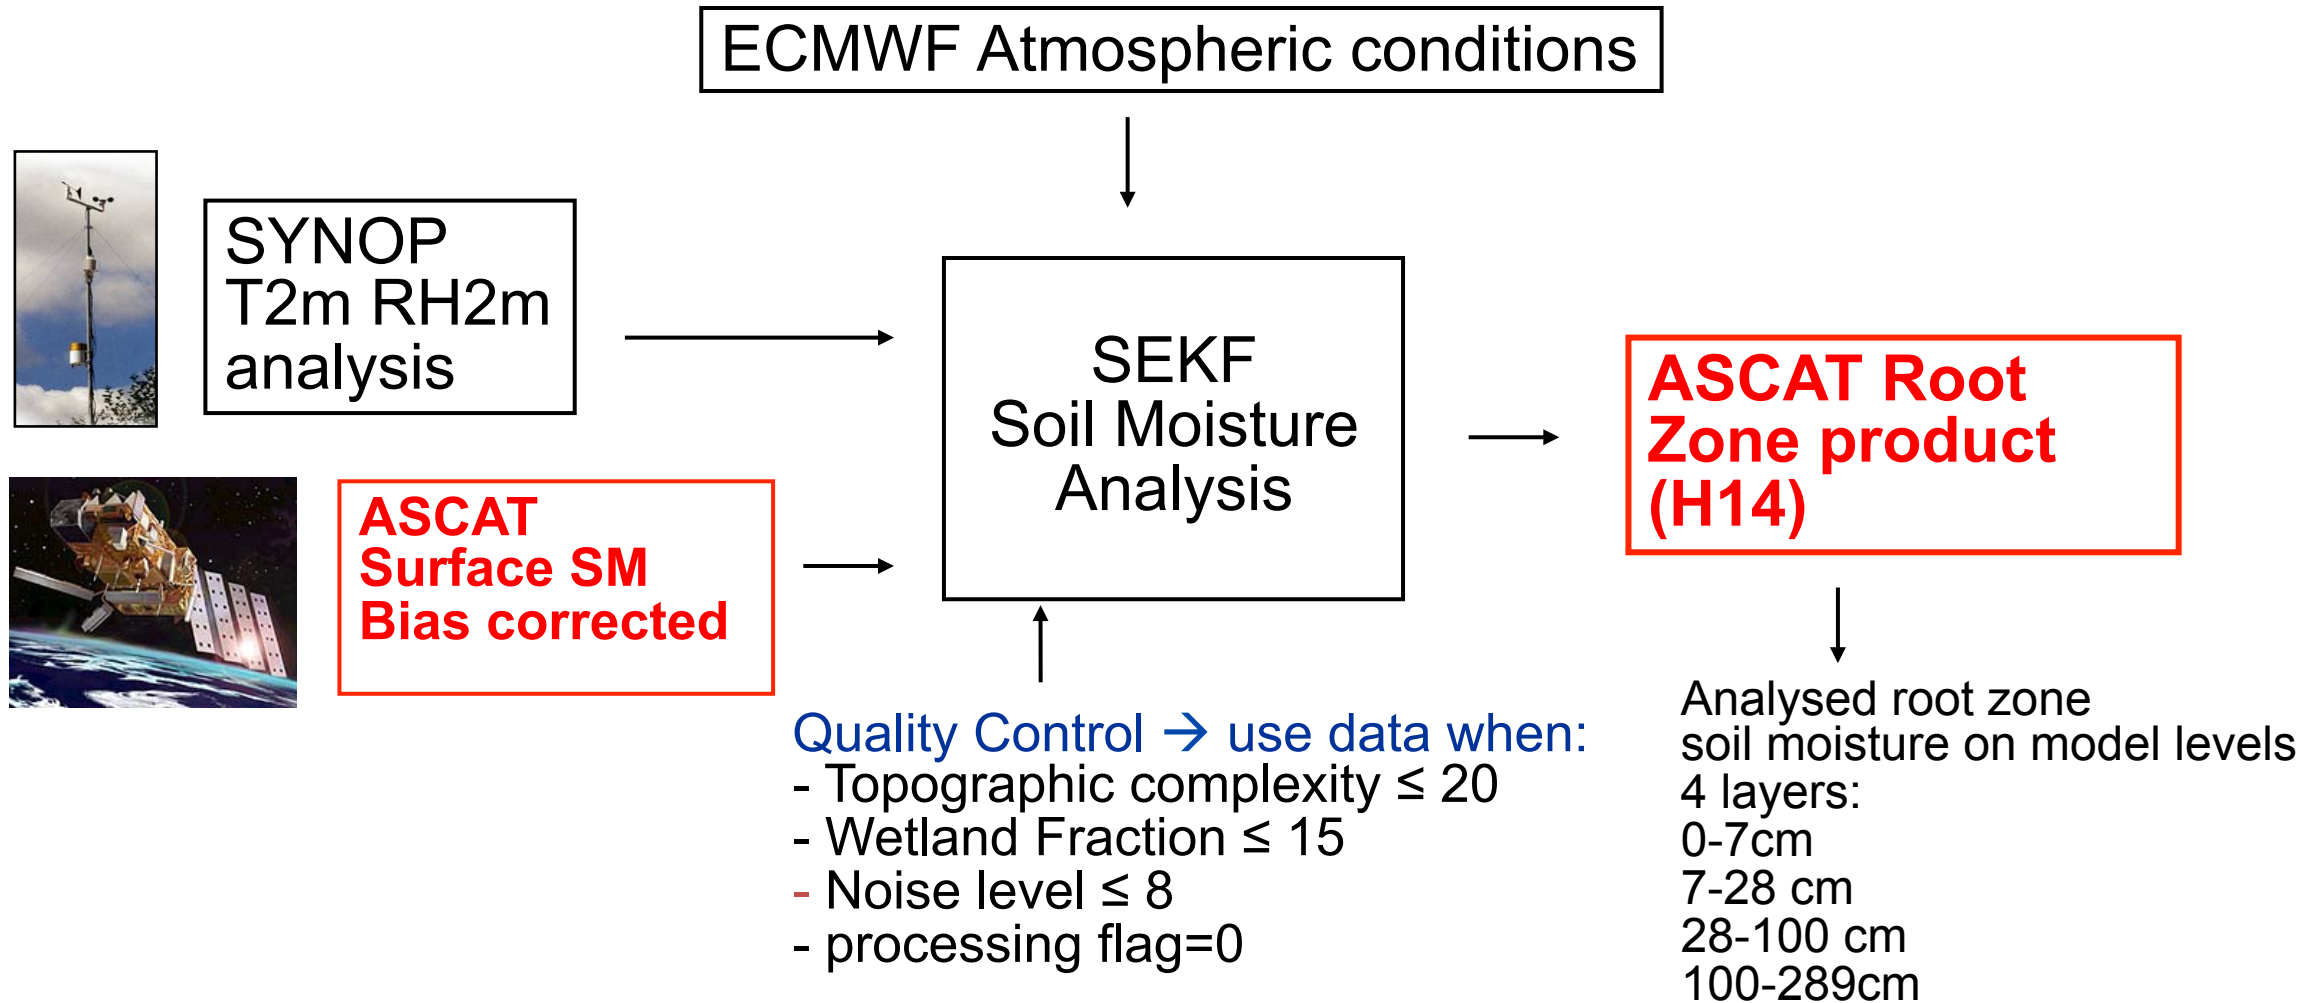 ECMWF Atmospheric conditions
SYNOP
T2m RH2m
analysis
SEKF
Soil Moisture
Analysis
ASCAT Root
Zone product
(H14)
ASCAT
Surface SM
Bias corrected
Quality Control → use data when:
- Topographic complexity ≤ 20
- Wetland Fraction ≤ 15
- Noise level ≤ 8
- processing flag=0
Analysed root zone
soil moisture on model levels
4 layers:
0-7cm
7-28 cm
28-100 cm
100-289cm